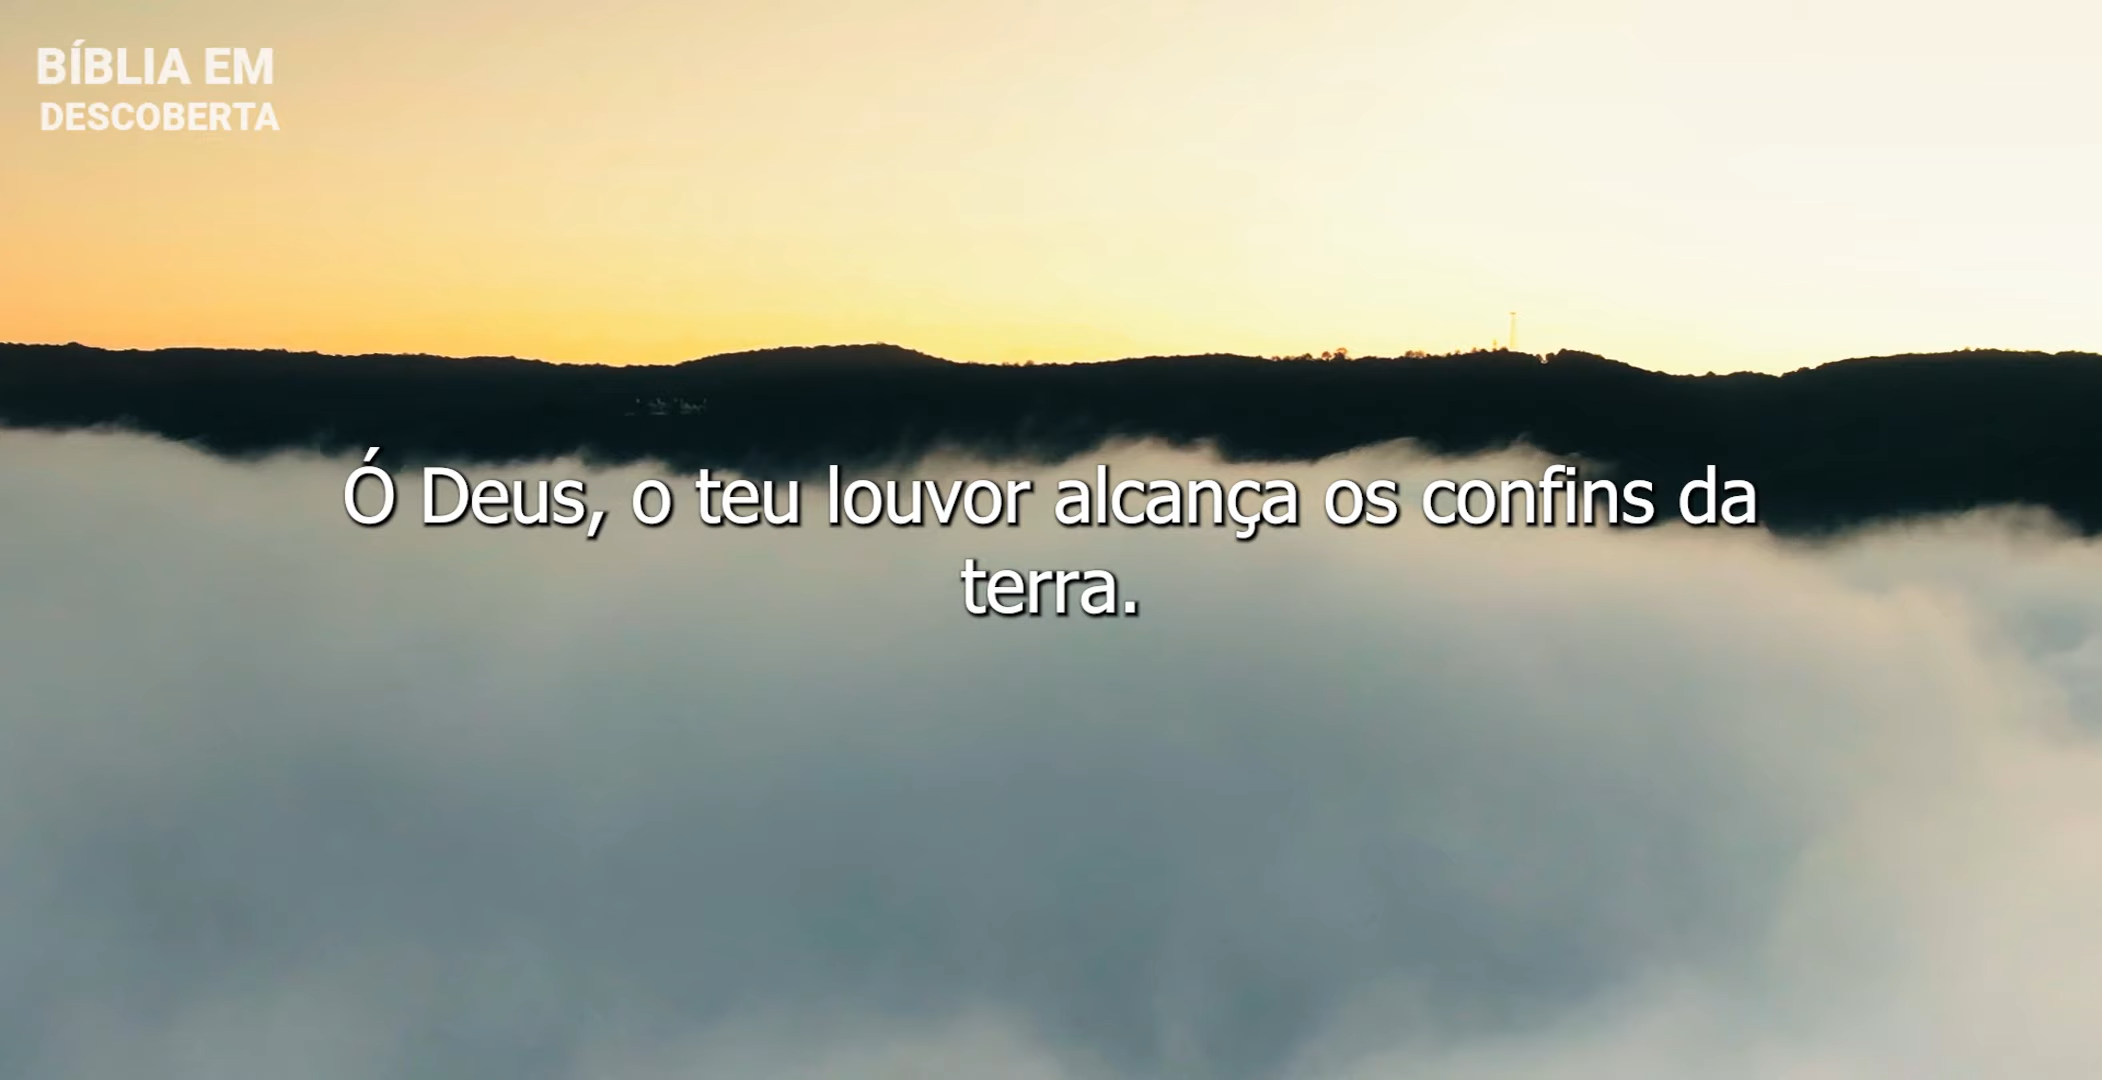 BÍBLIA EM
DESCOBERTA
Ó Deus, o teu louvor alcança os confins da
terra.